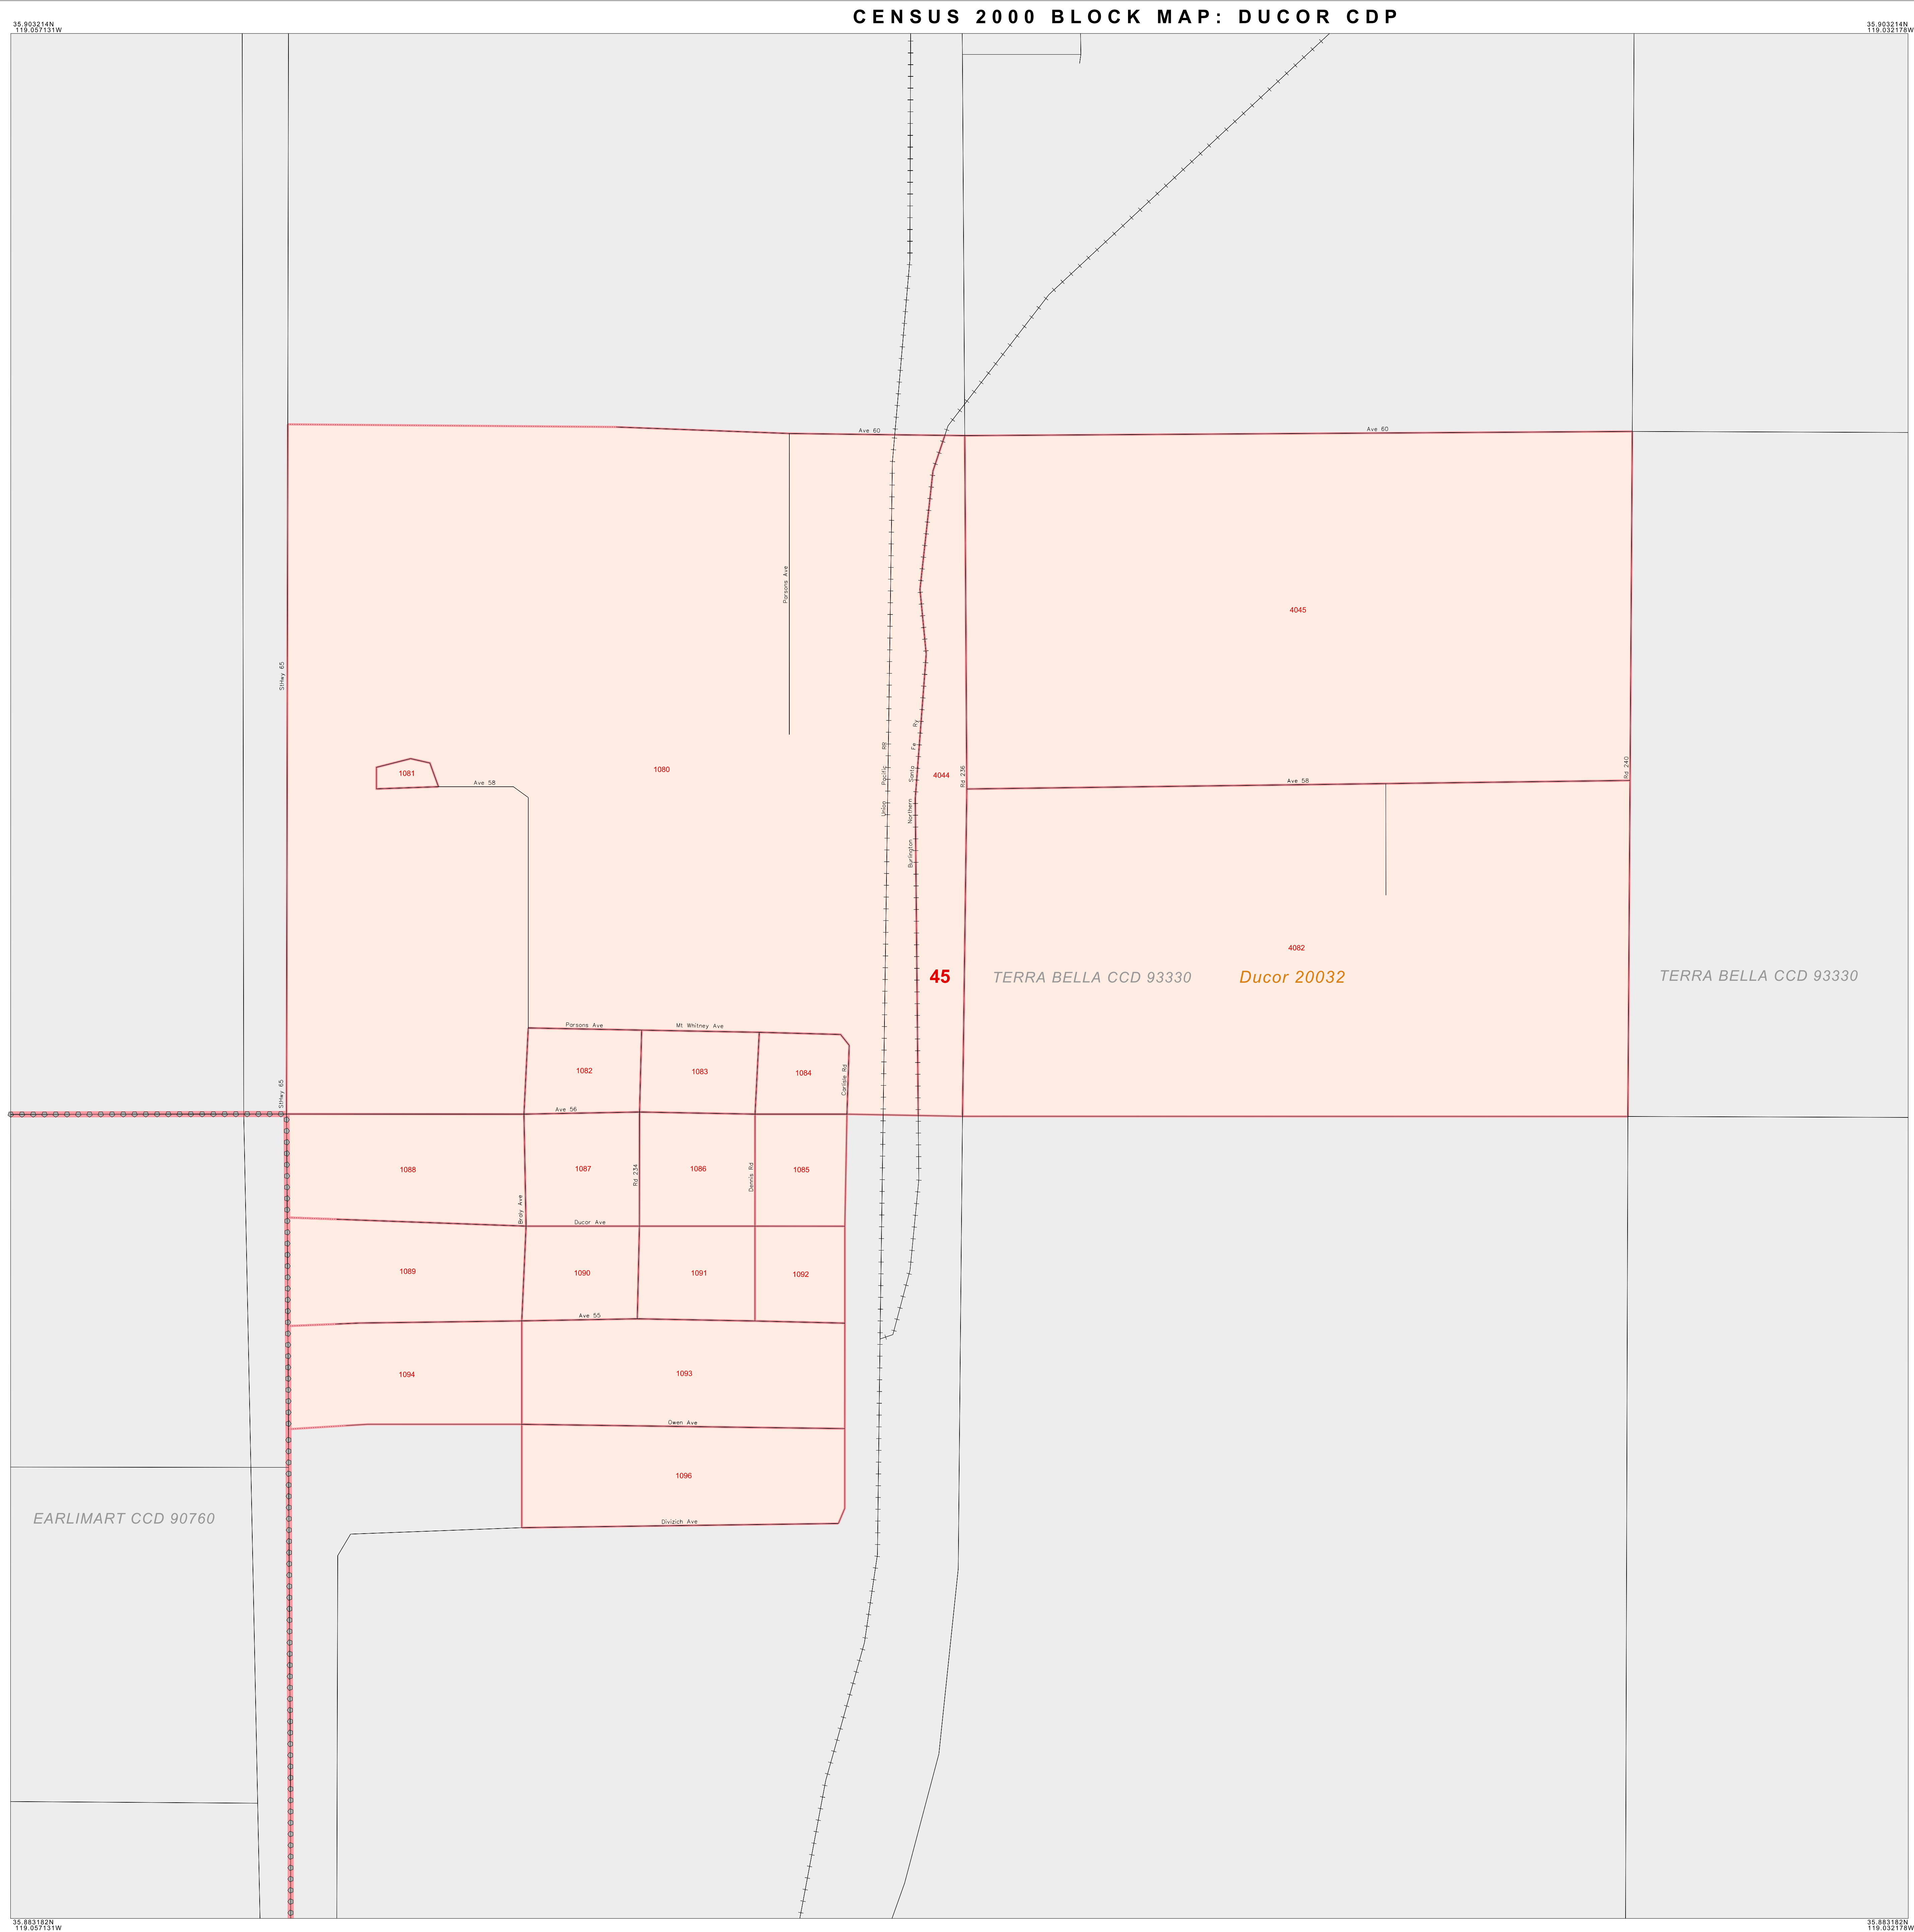 CENSUS 2000 BLOCK MAP: DUCOR CDP
35.903214N
119.057131W
35.903214N
119.032178W
Ave 60
Ave 60
Parsons Ave
4045
StHwy 65
1081
Ave 58
1080
Union Pacific RR
Burlington Northern Santa Fe Ry
4044
Rd 236
Ave 58
Rd 240
4082
45
TERRA BELLA CCD 93330
Ducor 20032
TERRA BELLA CCD 93330
Parsons Ave
Mt Whitney Ave
1082
1083
1084
Carlisle Rd
StHwy 65
Ave 56
1088
1087
Rd 234
1086
Dennis Rd
1085
Braly Ave
Ducor Ave
1089
1090
1091
1092
Ave 55
1094
1093
Owen Ave
1096
EARLIMART CCD 90760
Divizich Ave
35.883182N
119.057131W
35.883182N
119.032178W